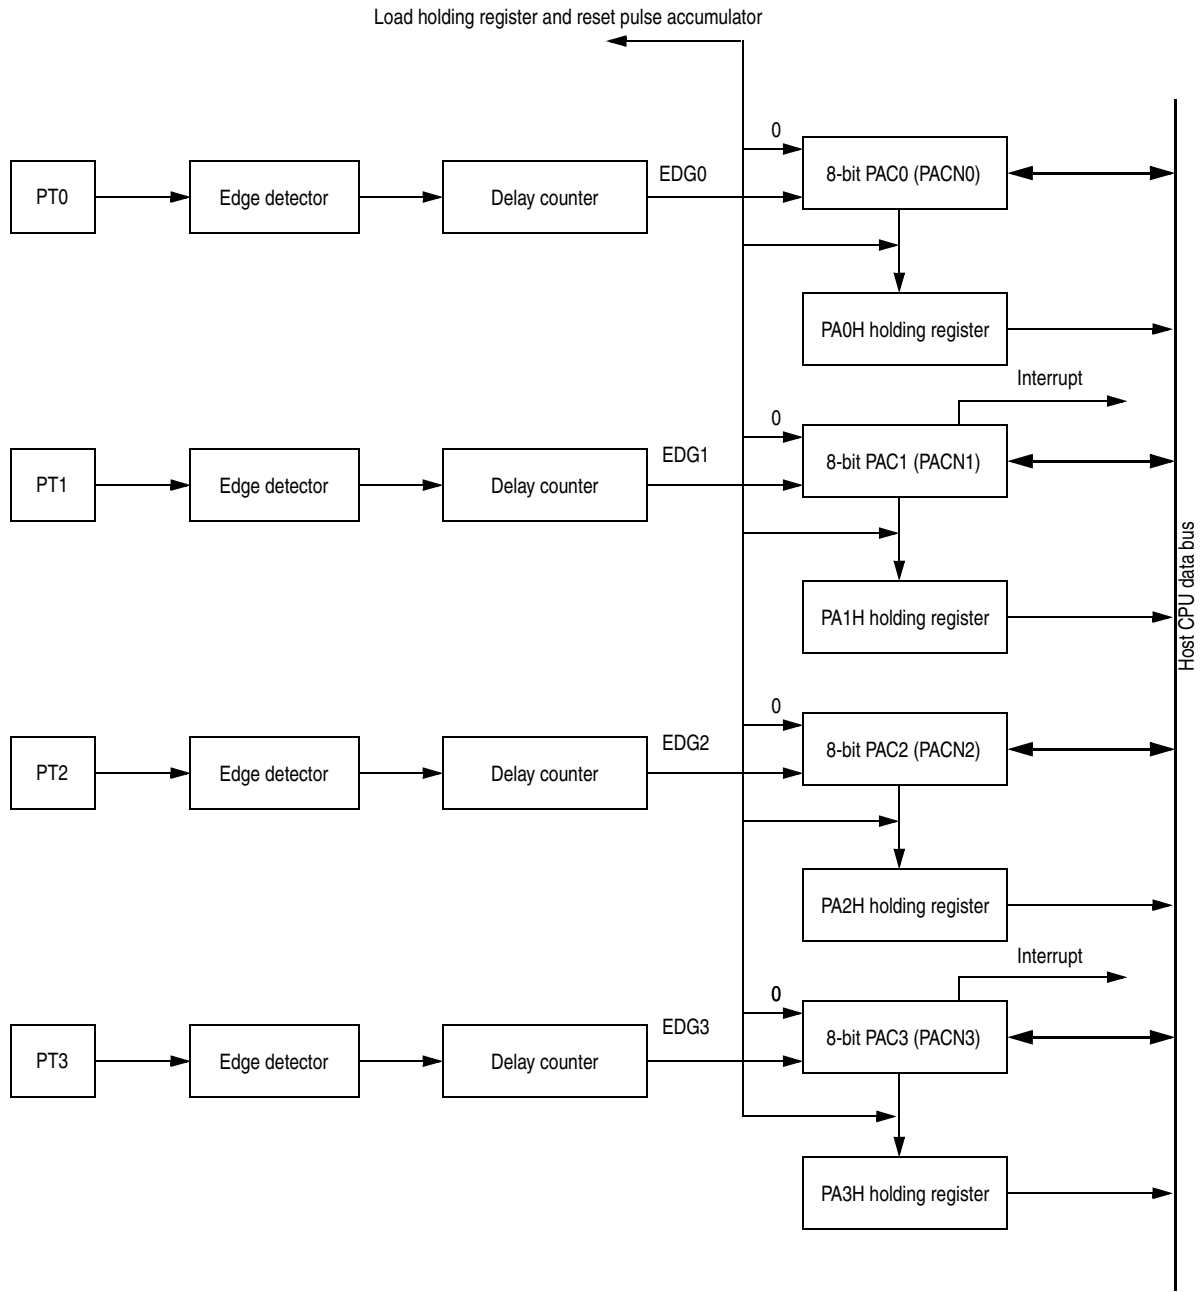 Load holding register and reset pulse accumulator
0
PT0
Edge detector
Delay counter
EDG0
8-bit PAC0 (PACN0)
PA0H holding register
Interrupt
0
PT1
Edge detector
Delay counter
EDG1
8-bit PAC1 (PACN1)
PA1H holding register
Host CPU data bus
0
PT2
Edge detector
Delay counter
EDG2
8-bit PAC2 (PACN2)
PA2H holding register
Interrupt
0
PT3
Edge detector
Delay counter
EDG3
8-bit PAC3 (PACN3)
PA3H holding register